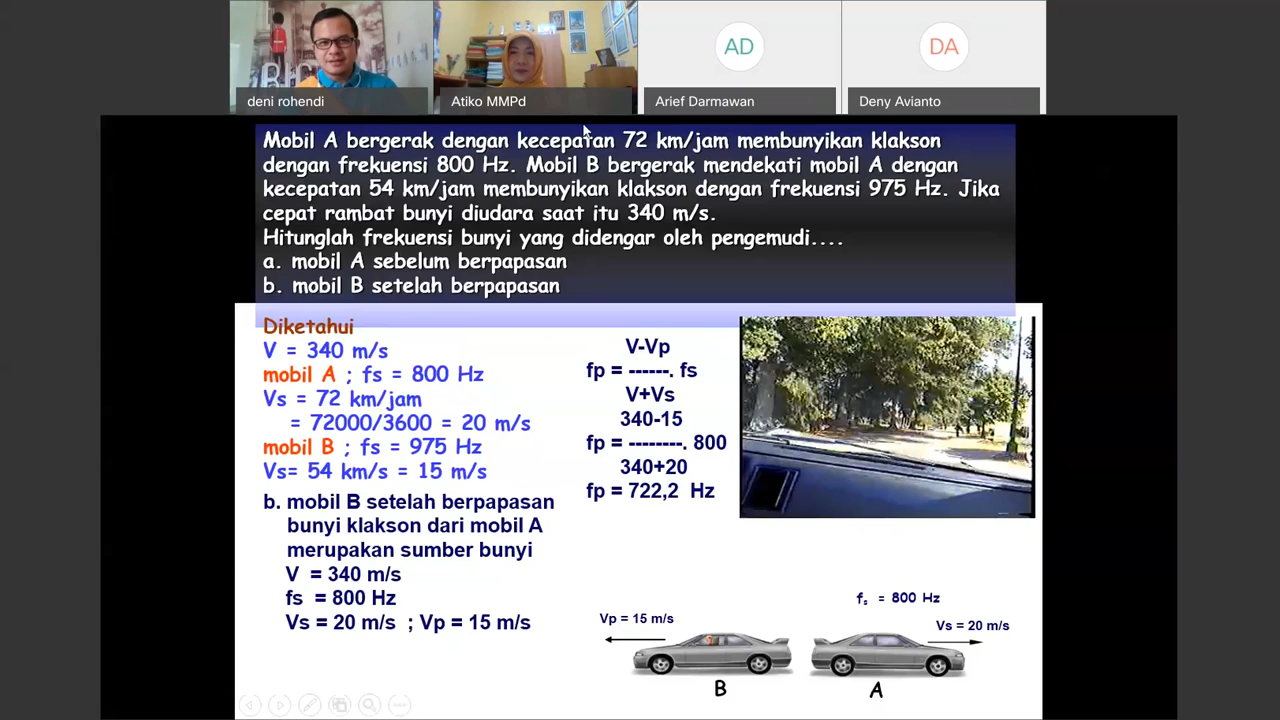 AD
DA
deni rohendi
Atiko MMPd
Arief Darmawan
Deny Avianto
Mobil A bergerak dengan kecepatan 72 km/jam membunyikan klakson
dengan frekuensi 800 Hz. Mobil B bergerak mendekati mobil A dengan
kecepatan 54 km/jam membunyikan klakson dengan frekuensi 975 Hz. Jika
cepat rambat bunyi diudara saat itu 340 m/s.
Hitunglah frekuensi bunyi yang didengar oleh pengemudi....
a. mobil A sebelum berpapasan
b. mobil B setelah berpapasan
Diketahui
V = 340 m/s
mobil A ; fs = 800 Hz
Vs = 72 km/jam
= 72000/3600 = 20 m/s
mobil B ; fs = 975 Hz
Vs= 54 km/s = 15 m/s
b. mobil B setelah berpapasan
bunyi klakson dari mobil A
merupakan sumber bunyi
V = 340 m/s
fs = 800 Hz
Vs = 20 m/s ; Vp = 15 m/s
V-Vp
fp = ------. fs
V+Vs
340-15
fp = --------. 800
340+20
fp = 722,2 Hz
fs = 800 Hz
Vp = 15 m/s
Vs = 20 m/s
B
A